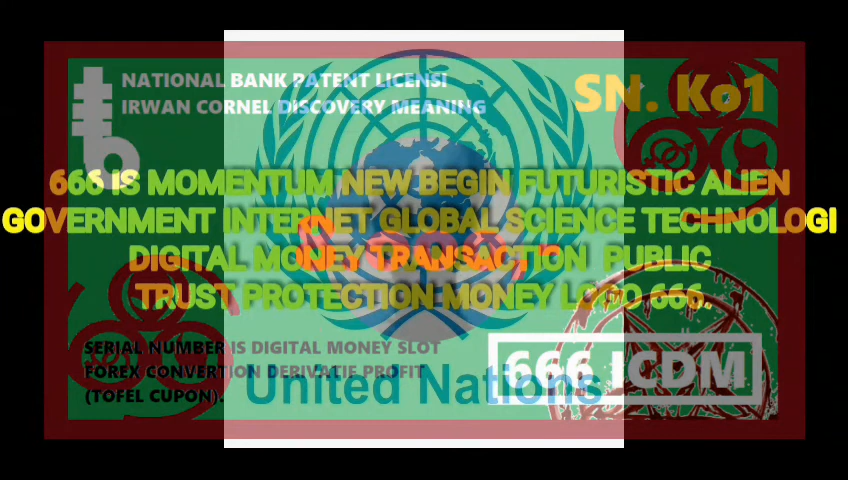 NATIONAL BANK PATENT LICENSI
IRWAN CORNEL DISCOVERY MEANING
SN. Ko1
666 IS MOMENTUM NEW BEGIN FUTURISTIC ALIEN
GOVERNMENT INTERNET GLOBAL SCIENCE TECHNOLOGI
DIGITAL MONEY TRANSACTION PUBLIC
TRUST PROTECTION MONEY LOGO 666.
SERIAL NUMBER IS DIGITAL MONEY SLOT
FOREX CONVERTION DERIVATIF PROFIT
(TOFEL CUPON).
666 ICDM
United Nations